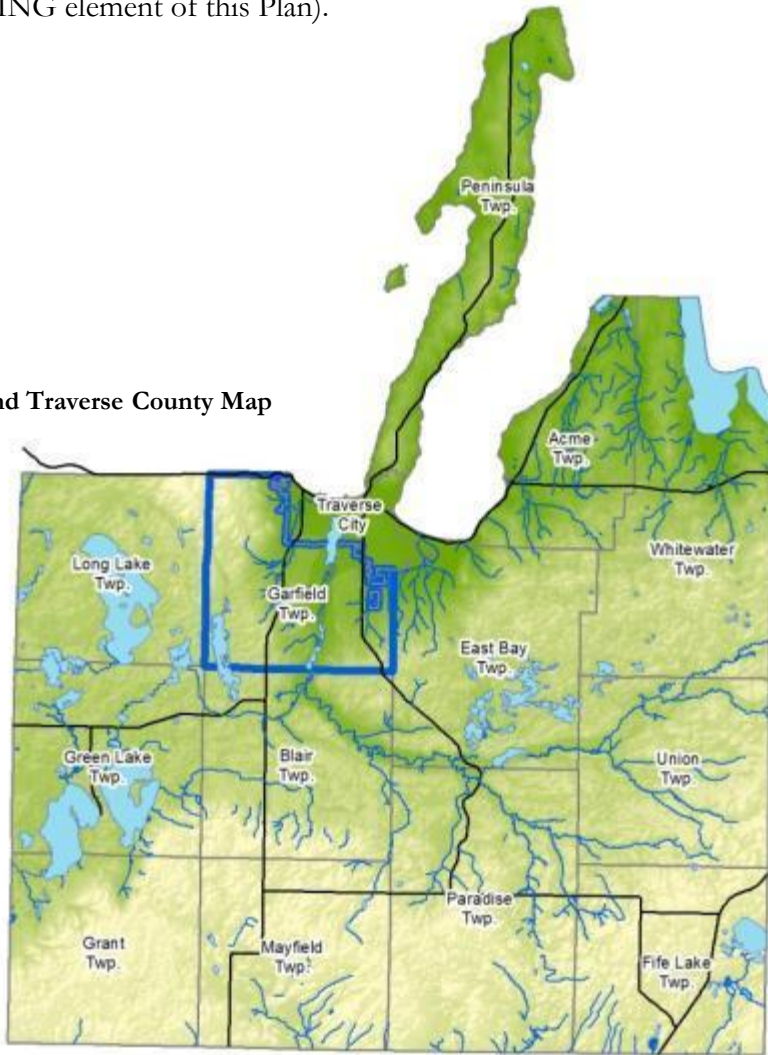 ING element of this Plan).
Peninsula
Twp.
nd Traverse County Map
Acme
Twp.
Traverse
City
Whitewater
Twp.
Long Lake
Twp.
Garfield
Twp.
East Bay
Twp.
Green Lake
Twp.
Blair
Twp.
Union
Twp.
Paradise
Twp.
Grant
Twp.
Mayfield
Twp.
Fife Lake
Twp.